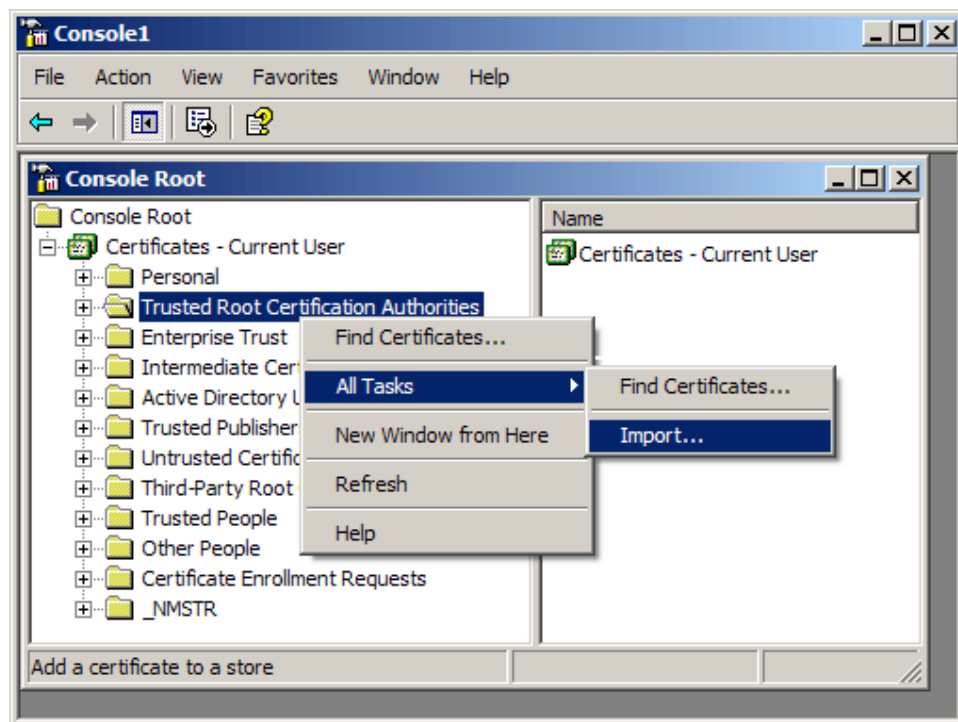 Console1
File Action View Favorites Window Help
Console Root
Console Root
Name
Certificates - Current User
Certificates - Current User
Personal
Trusted Root Certification Authorities
Enterprise Trust
Find Certificates...
Intermediate
All Tasks
Find Certificates...
Active Directory
Trusted
New Window from Here
Import...
Untrusted
Third-Party Root
Refresh
Trusted People
Help
Other People
Certificate Enrollment Requests
_NMSTR
Add a certificate to a store